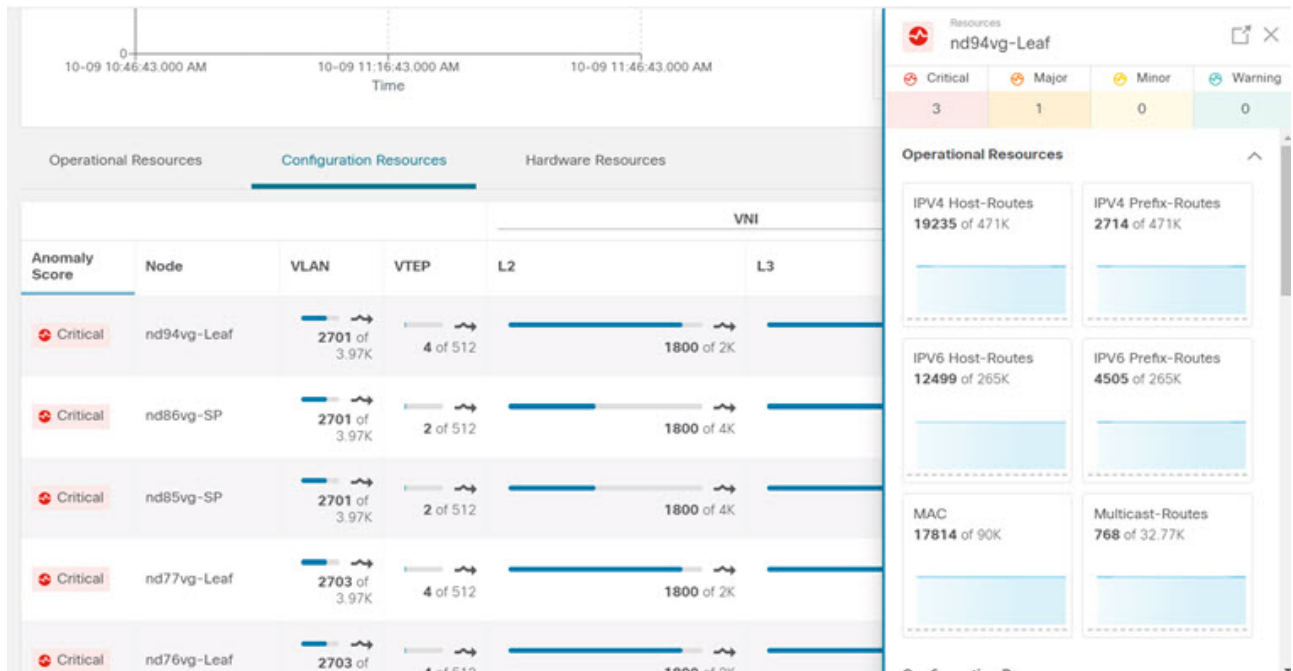 0
10-09 10:46:43.000 AM
10-09 11:16:43.000 AM
10-09 11:46:43.000 AM
Time
Operational Resources
Configuration Resources
Hardware Resources
VNI
Anomaly
Score
Node
VLAN
VTEP
L2
L3
Critical
nd94vg-Leaf
2701 of
3.97K
4 of 512
1800 of 2K
Critical
nd86vg-SP
2701 of
3.97K
2 of 512
1800 of 4K
Critical
nd85vg-SP
2701 of
3.97K
2 of 512
1800 of 4K
Critical
nd77vg-Leaf
2703 of
3.97K
4 of 512
1800 of 2K
Critical
nd76vg-Leaf
2703 of
4 of 512
1800 of 2K
Resources
nd94vg-Leaf
Critical
Major
Minor
Warning
3
1
0
0
Operational Resources
IPV4 Host-Routes
19235 of 471K
IPV4 Prefix-Routes
2714 of 471K
IPV6 Host-Routes
12499 of 265K
IPV6 Prefix-Routes
4505 of 265K
MAC
17814 of 90K
Multicast-Routes
768 of 32.77K